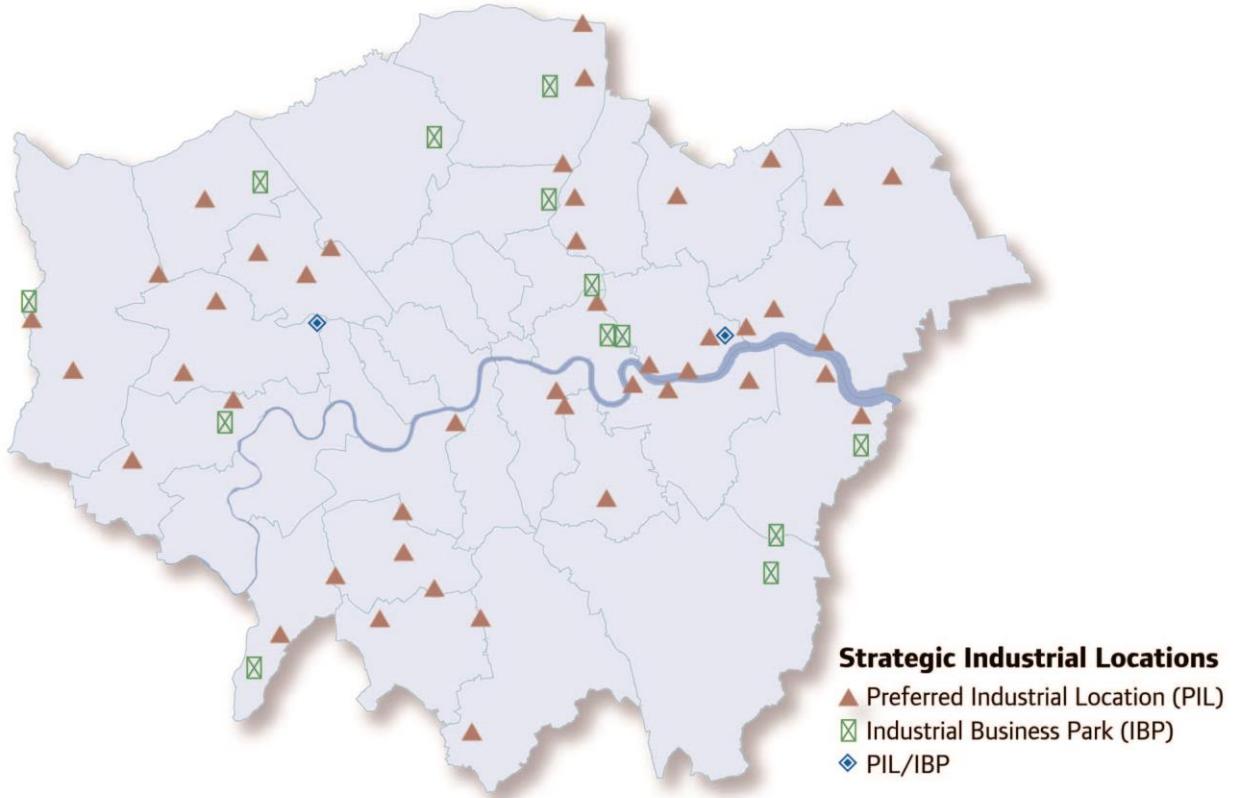 Strategic Industrial Locations
Preferred Industrial Location (PIL)
Industrial Business Park (IBP)
PIL/IBP